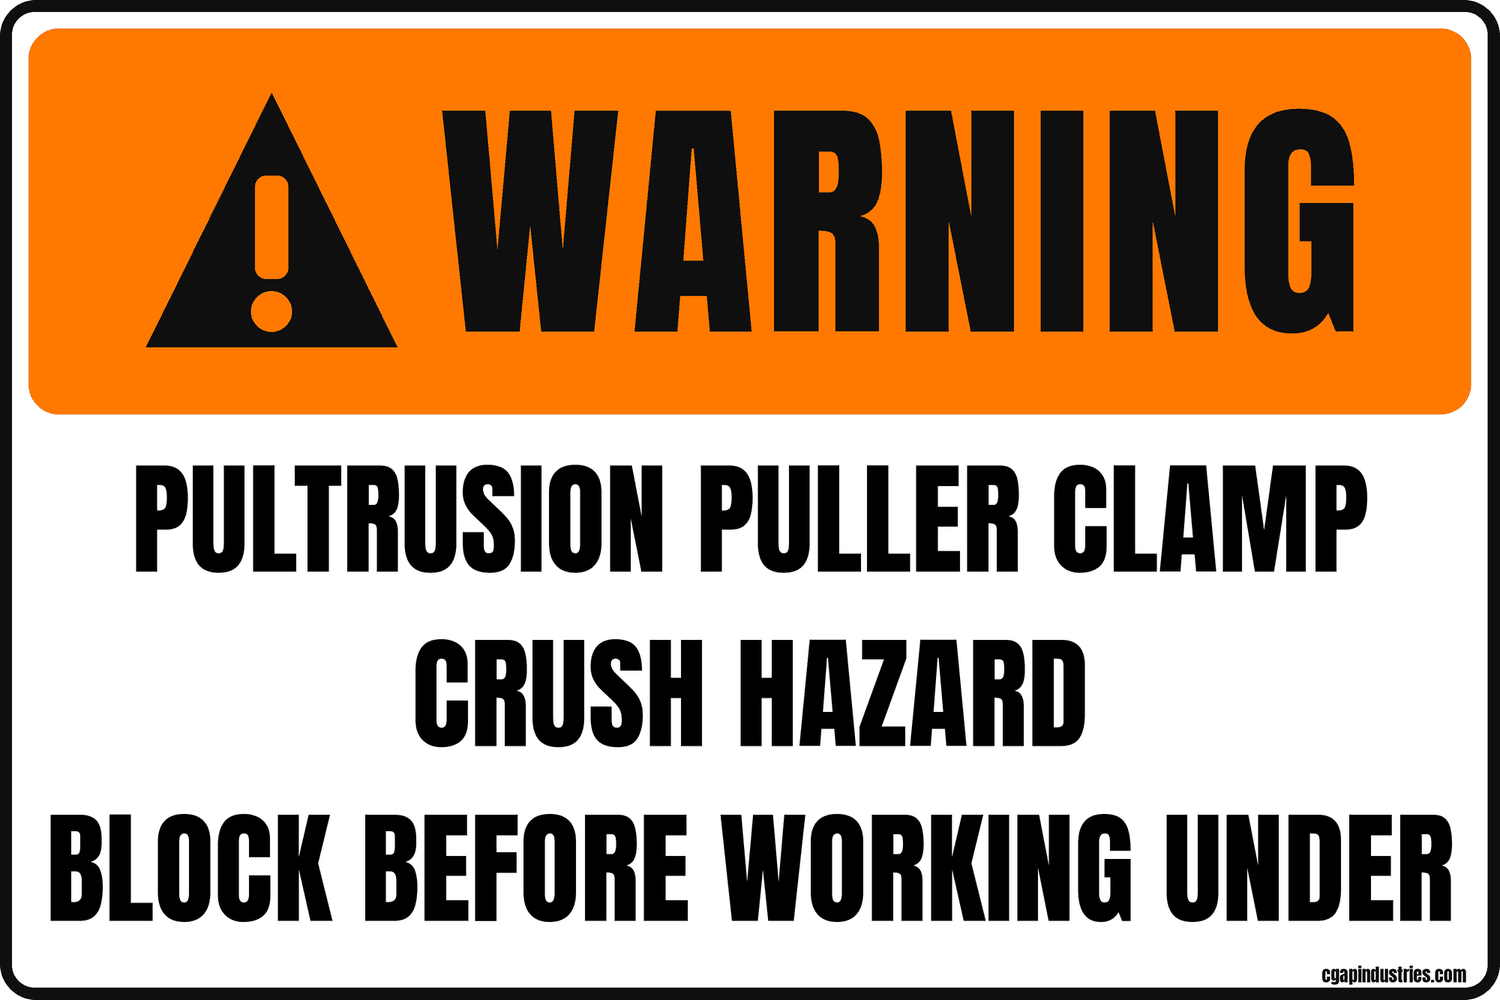 WARNING
PULTRUSION PULLER CLAMP
CRUSH HAZARD
BLOCK BEFORE WORKING UNDER
cgapindustries.com